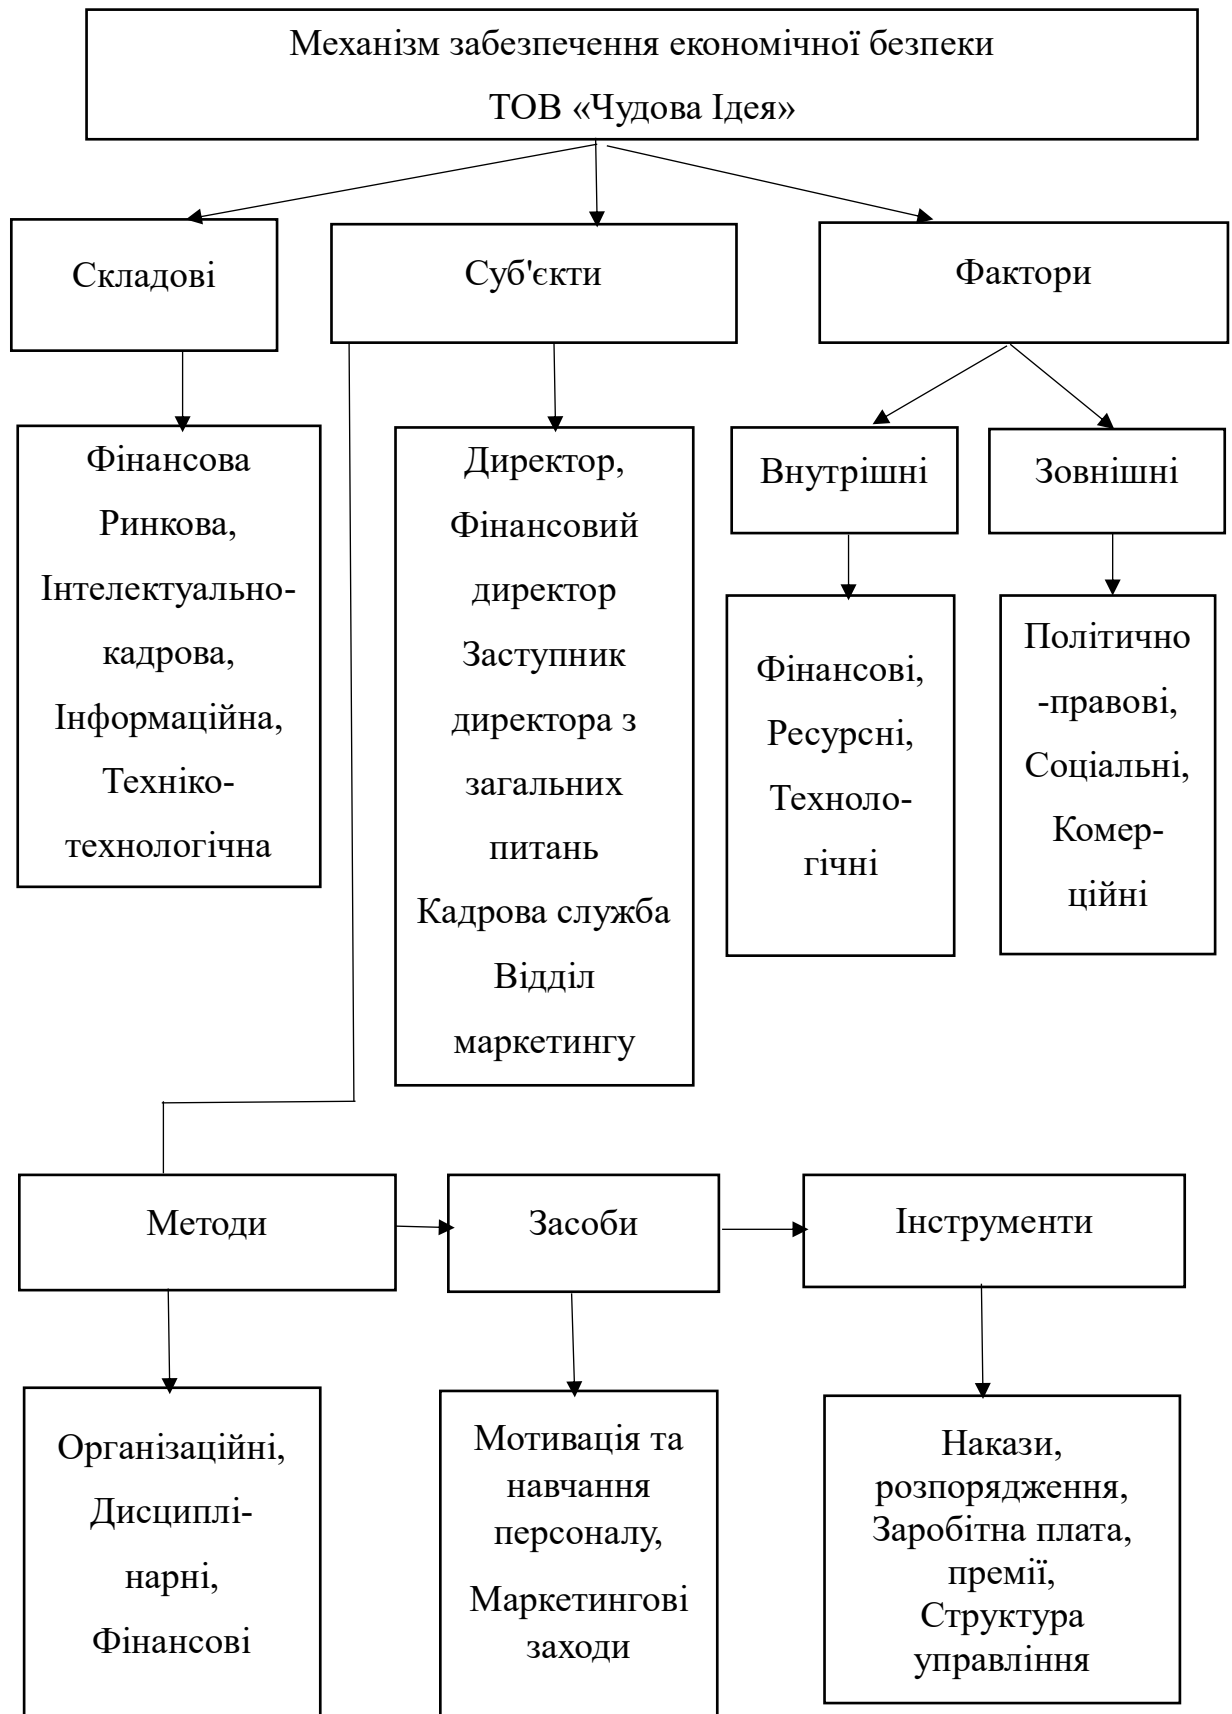 Механізм забезпечення економічної безпеки
ТОВ «Чудова Ідея»
Складові
Суб'єкти
Фактори
Фінансова
Ринкова,
Інтелектуально-
кадрова,
Інформаційна,
Техніко-
технологічна
Директор,
Фінансовий
директор
Заступник
директора з
загальних
питань
Кадрова служба
Відділ
маркетингу
Внутрішні
Зовнішні
Фінансові,
Ресурсні,
Техноло-
гічні
Політично
-правові,
Соціальні,
Комер-
ційні
Методи
Засоби
Інструменти
Організаційні,
Дисциплі-
нарні,
Фінансові
Мотивація та
навчання
персоналу,
Маркетингові
заходи
Накази,
розпорядження,
Заробітна плата,
премії,
Структура
управління